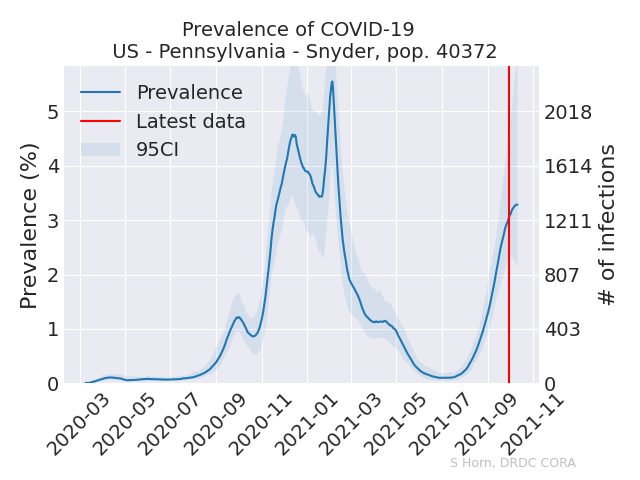 Prevalence of COVID-19
US - Pennsylvania - Snyder, pop. 40372
Prevalence
Latest data
95CI
Prevalence (%)
5
4
3
2
1
0
2018
1614
1211
807
403
0
# of infections
2020-03
2020-05
2020-07
2020-09
2020-11
2021-01
2021-03
2021-05
2021-07
2021-09
2021-11
S Horn, DRDC CORA